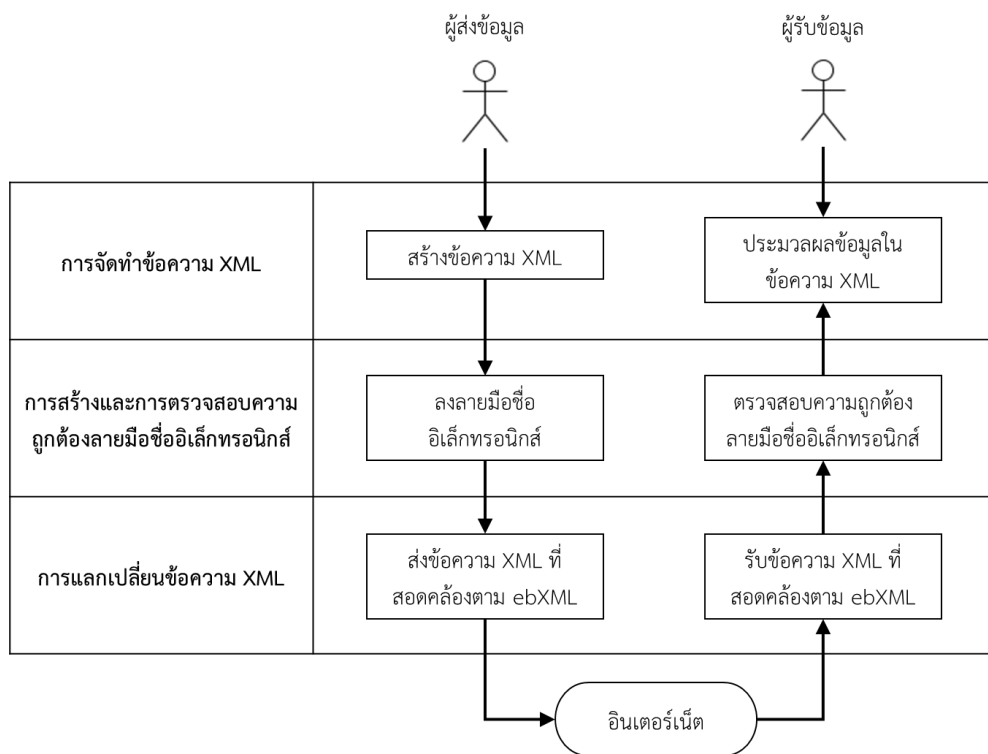 ผู้ส่งข้อมูล
ผู้รับข้อมูล
การจัดทำข้อความ XML
สร้างข้อความ XML
ประมวลผลข้อมูลใน
ข้อความ XML
การสร้างและการตรวจสอบความ
ถูกต้องลายมือชื่ออิเล็กทรอนิกส์
ลงลายมือชื่อ
อิเล็กทรอนิกส์
ตรวจสอบความถูกต้อง
ลายมือชื่ออิเล็กทรอนิกส์
การแลกเปลี่ยนข้อความ XML
ส่งข้อความ XML ที่
สอดคล้องตาม ebXML
รับข้อความ XML ที่
สอดคล้องตาม ebXML
อินเตอร์เน็ต